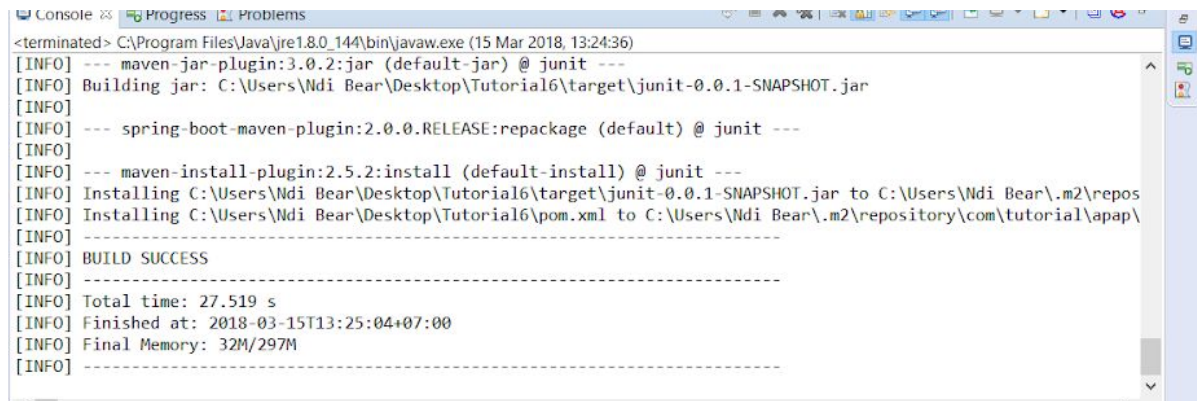 Console Progress Problems
<terminated> C:\Program Files\Java\jre1.8.0_144\bin\javaw.exe (15 Mar 2018, 13:24:36)
[INFO] --- maven-jar-plugin:3.0.2:jar (default-jar) @ junit ---
[INFO] Building jar: C:\Users\Ndi Bear\Desktop\Tutorial6\target\junit-0.0.1-SNAPSHOT.jar
[INFO]
[INFO] --- spring-boot-maven-plugin:2.0.0.RELEASE:repackage (default) @ junit ---
[INFO]
[INFO] --- maven-install-plugin:2.5.2:install (default-install) @ junit ---
[INFO] Installing C:\Users\Ndi Bear\Desktop\Tutorial6\target\junit-0.0.1-SNAPSHOT.jar to C:\Users\Ndi Bear\.m2\repos
[INFO] Installing C:\Users\Ndi Bear\Desktop\Tutorial6\pom.xml to C:\Users\Ndi Bear\.m2\repository\com\tutorial\apap\
[INFO] ------------------------------------------------------------------------
[INFO] BUILD SUCCESS
[INFO] ------------------------------------------------------------------------
[INFO] Total time: 27.519 s
[INFO] Finished at: 2018-03-15T13:25:04+07:00
[INFO] Final Memory: 32M/297M
[INFO] ------------------------------------------------------------------------